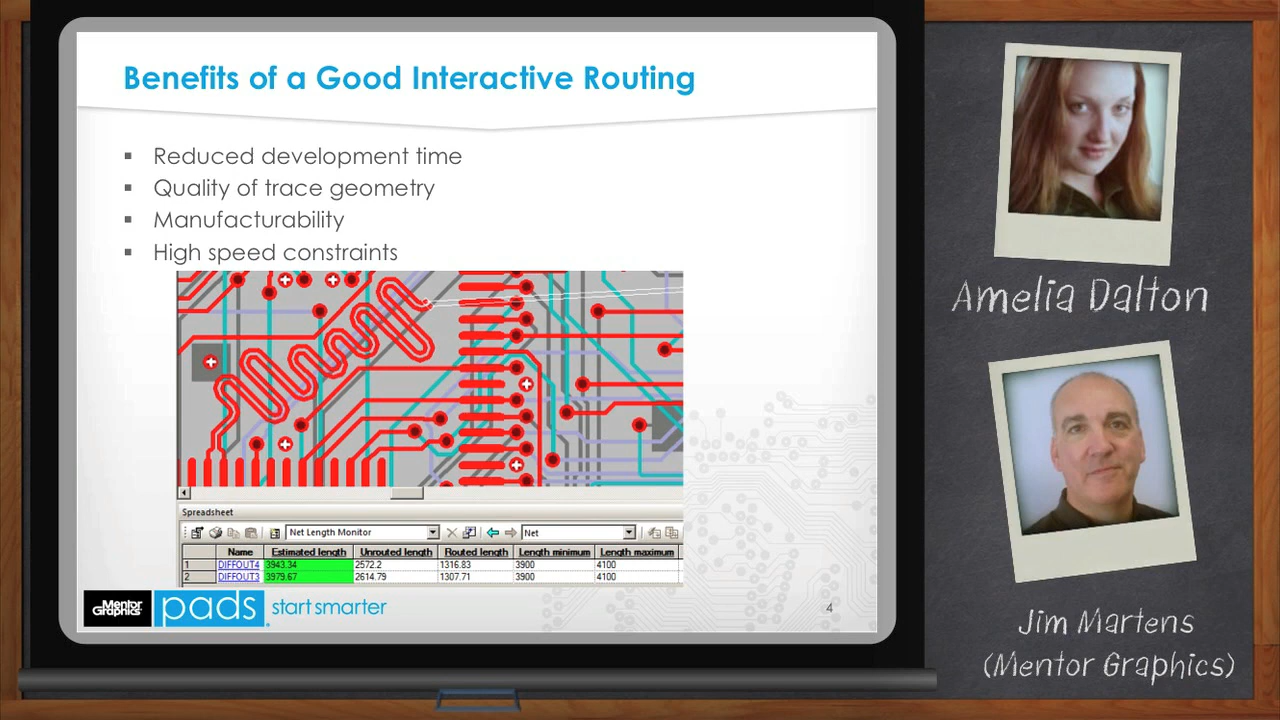 Benefits of a Good Interactive Routing
▪ Reduced development time
▪ Quality of trace geometry
▪ Manufacturability
▪ High speed constraints
Spreadsheet
Net Length Monitor
Net
Name Estimated length Unrouted length Routed length Length minimum Length maximum
1 DIFFOUT4 3943.34 2572.2 1316.83 3900 4100
2 DIFFOUT3 3979.67 2614.79 1307.71 3900 4100
Mentor
Graphics
pads
start smarter
4
Amelia Dalton
Jim Martens
(Mentor Graphics)